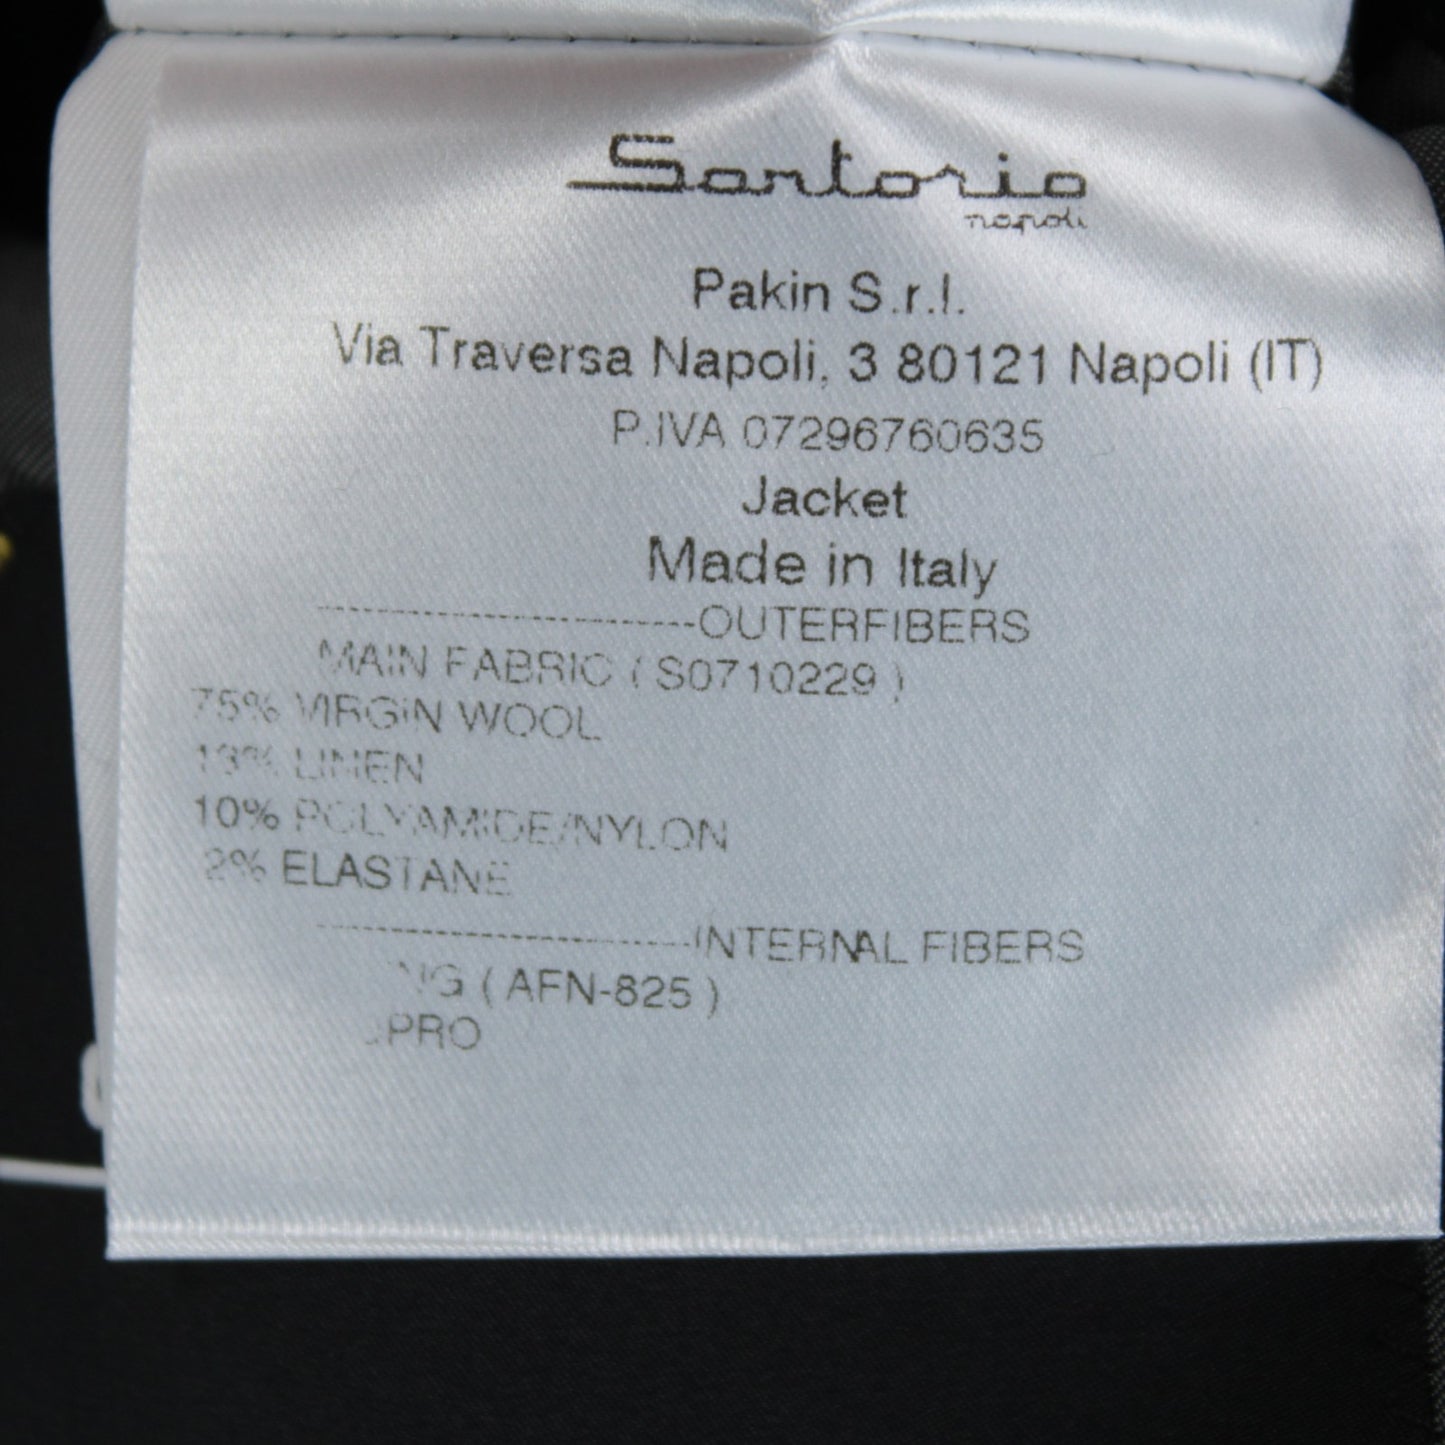 Sartorio
napoli
Pakin S.r.l.
Via Traversa Napoli, 3 80121 Napoli (IT)
P.IVA 07296760635
Jacket
Made in Italy
-------------------------OUTERFIBERS
MAIN FABRIC ( S0710229 )
75% VIRGIN WOOL
13% LINEN
10% POLYAMIDE/NYLON
2% ELASTANE
-------------------------INTERNAL FIBERS
( AFN-825 )